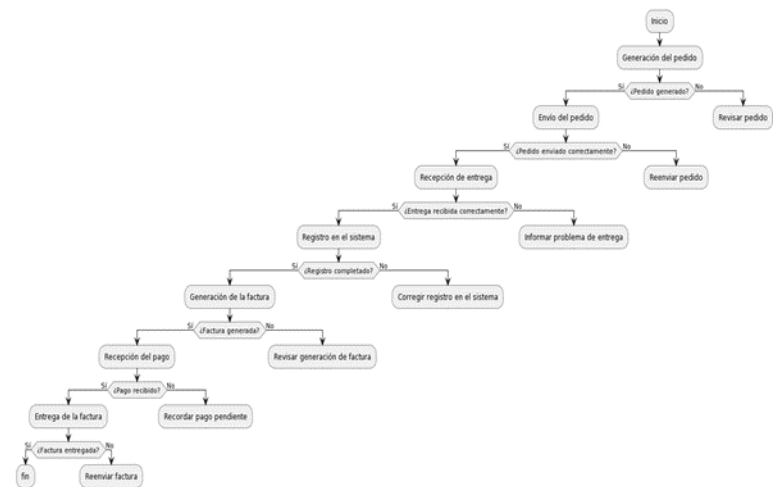 Inicio
Generación del pedido
Sí ¿Pedido generado? No
Envío del pedido Revisar pedido
Sí ¿Pedido enviado correctamente? No
Recepción de entrega Reenviar pedido
Sí ¿Entrega recibida correctamente? No
Registro en el sistema Informar problema de entrega
Sí ¿Registro completado? No
Generación de la factura Corregir registro en el sistema
Sí ¿Factura generada? No
Recepción del pago Revisar generación de factura
Sí ¿Pago recibido? No
Entrega de la factura Recordar pago pendiente
Sí ¿Factura entregada? No
fin Reenviar factura